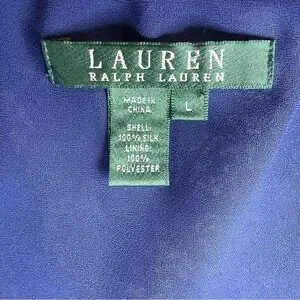 LAUREN
RALPH LAUREN
MADE IN
CHINA
L
SHELL:
100% SILK
LINING:
100%
POLYESTER